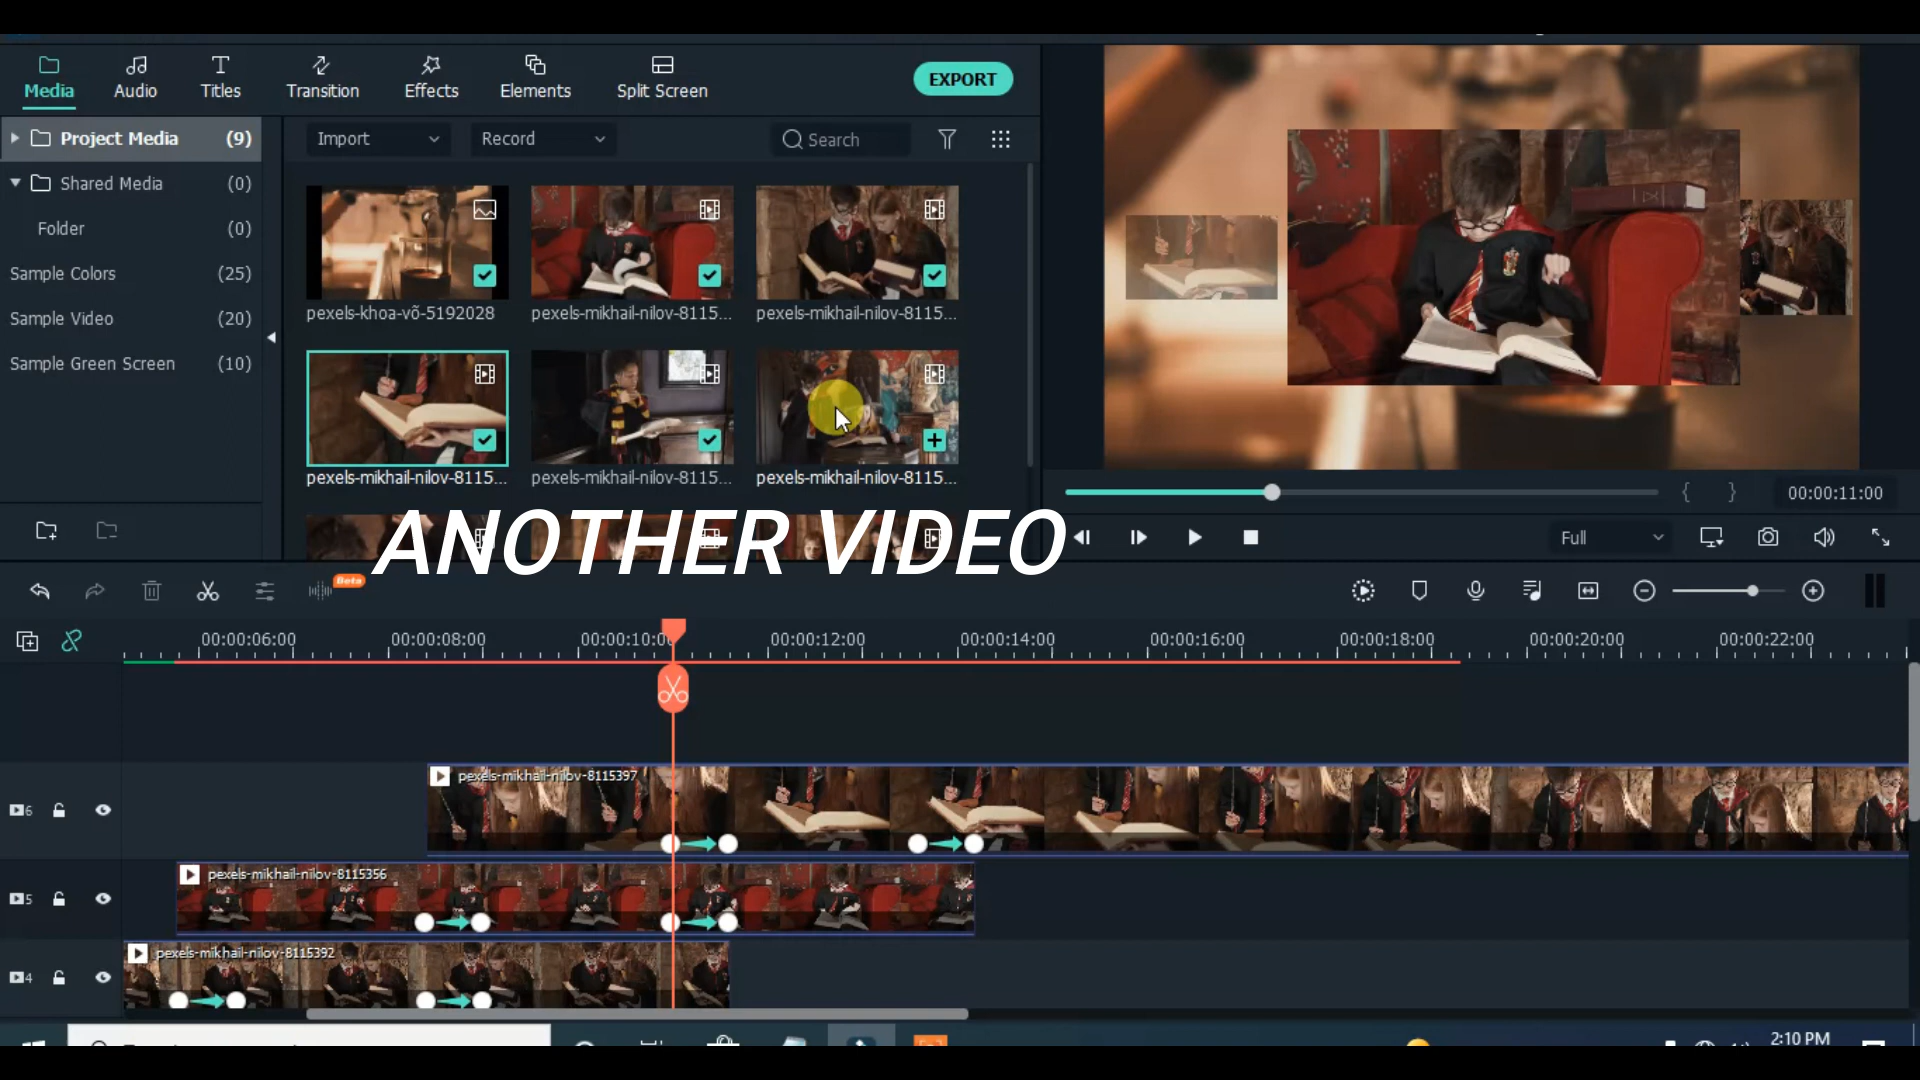 Media
Audio
Titles
Transition
Effects
Elements
Split Screen
EXPORT
Project Media (9)
Shared Media (0)
Folder (0)
Sample Colors (25)
Sample Video (20)
Sample Green Screen (10)
Import
Record
Search
pexels-khoa-võ-5192028
pexels-mikhail-nilov-8115...
pexels-mikhail-nilov-8115...
pexels-mikhail-nilov-8115...
pexels-mikhail-nilov-8115...
pexels-mikhail-nilov-8115...
00:00:11:00
Full
ANOTHER VIDEO
Beta
00:00:06:00
00:00:08:00
00:00:10:0
00:00:12:00
00:00:14:00
00:00:16:00
00:00:18:00
00:00:20:00
00:00:22:00
6
pexels-mikhail-nilov-8115397
5
pexels-mikhail-nilov-8115356
4
pexels-mikhail-nilov-8115392
2:10 PM